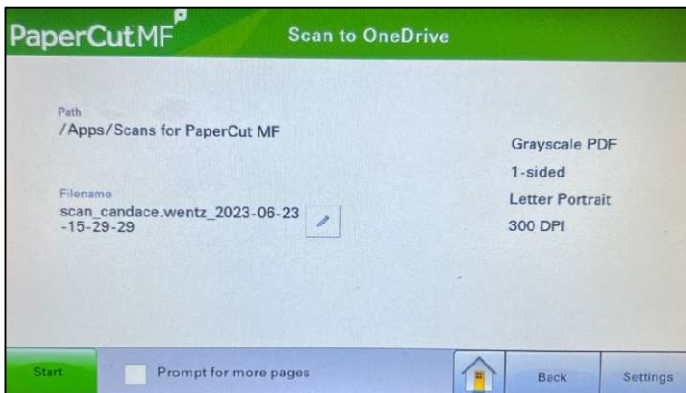 PaperCutMF
Scan to OneDrive
Path
/Apps/Scans for PaperCut MF
Filename
scan_candace.wentz_2023-06-23
-15-29-29
Grayscale PDF
1-sided
Letter Portrait
300 DPI
Start
Prompt for more pages
Back
Settings